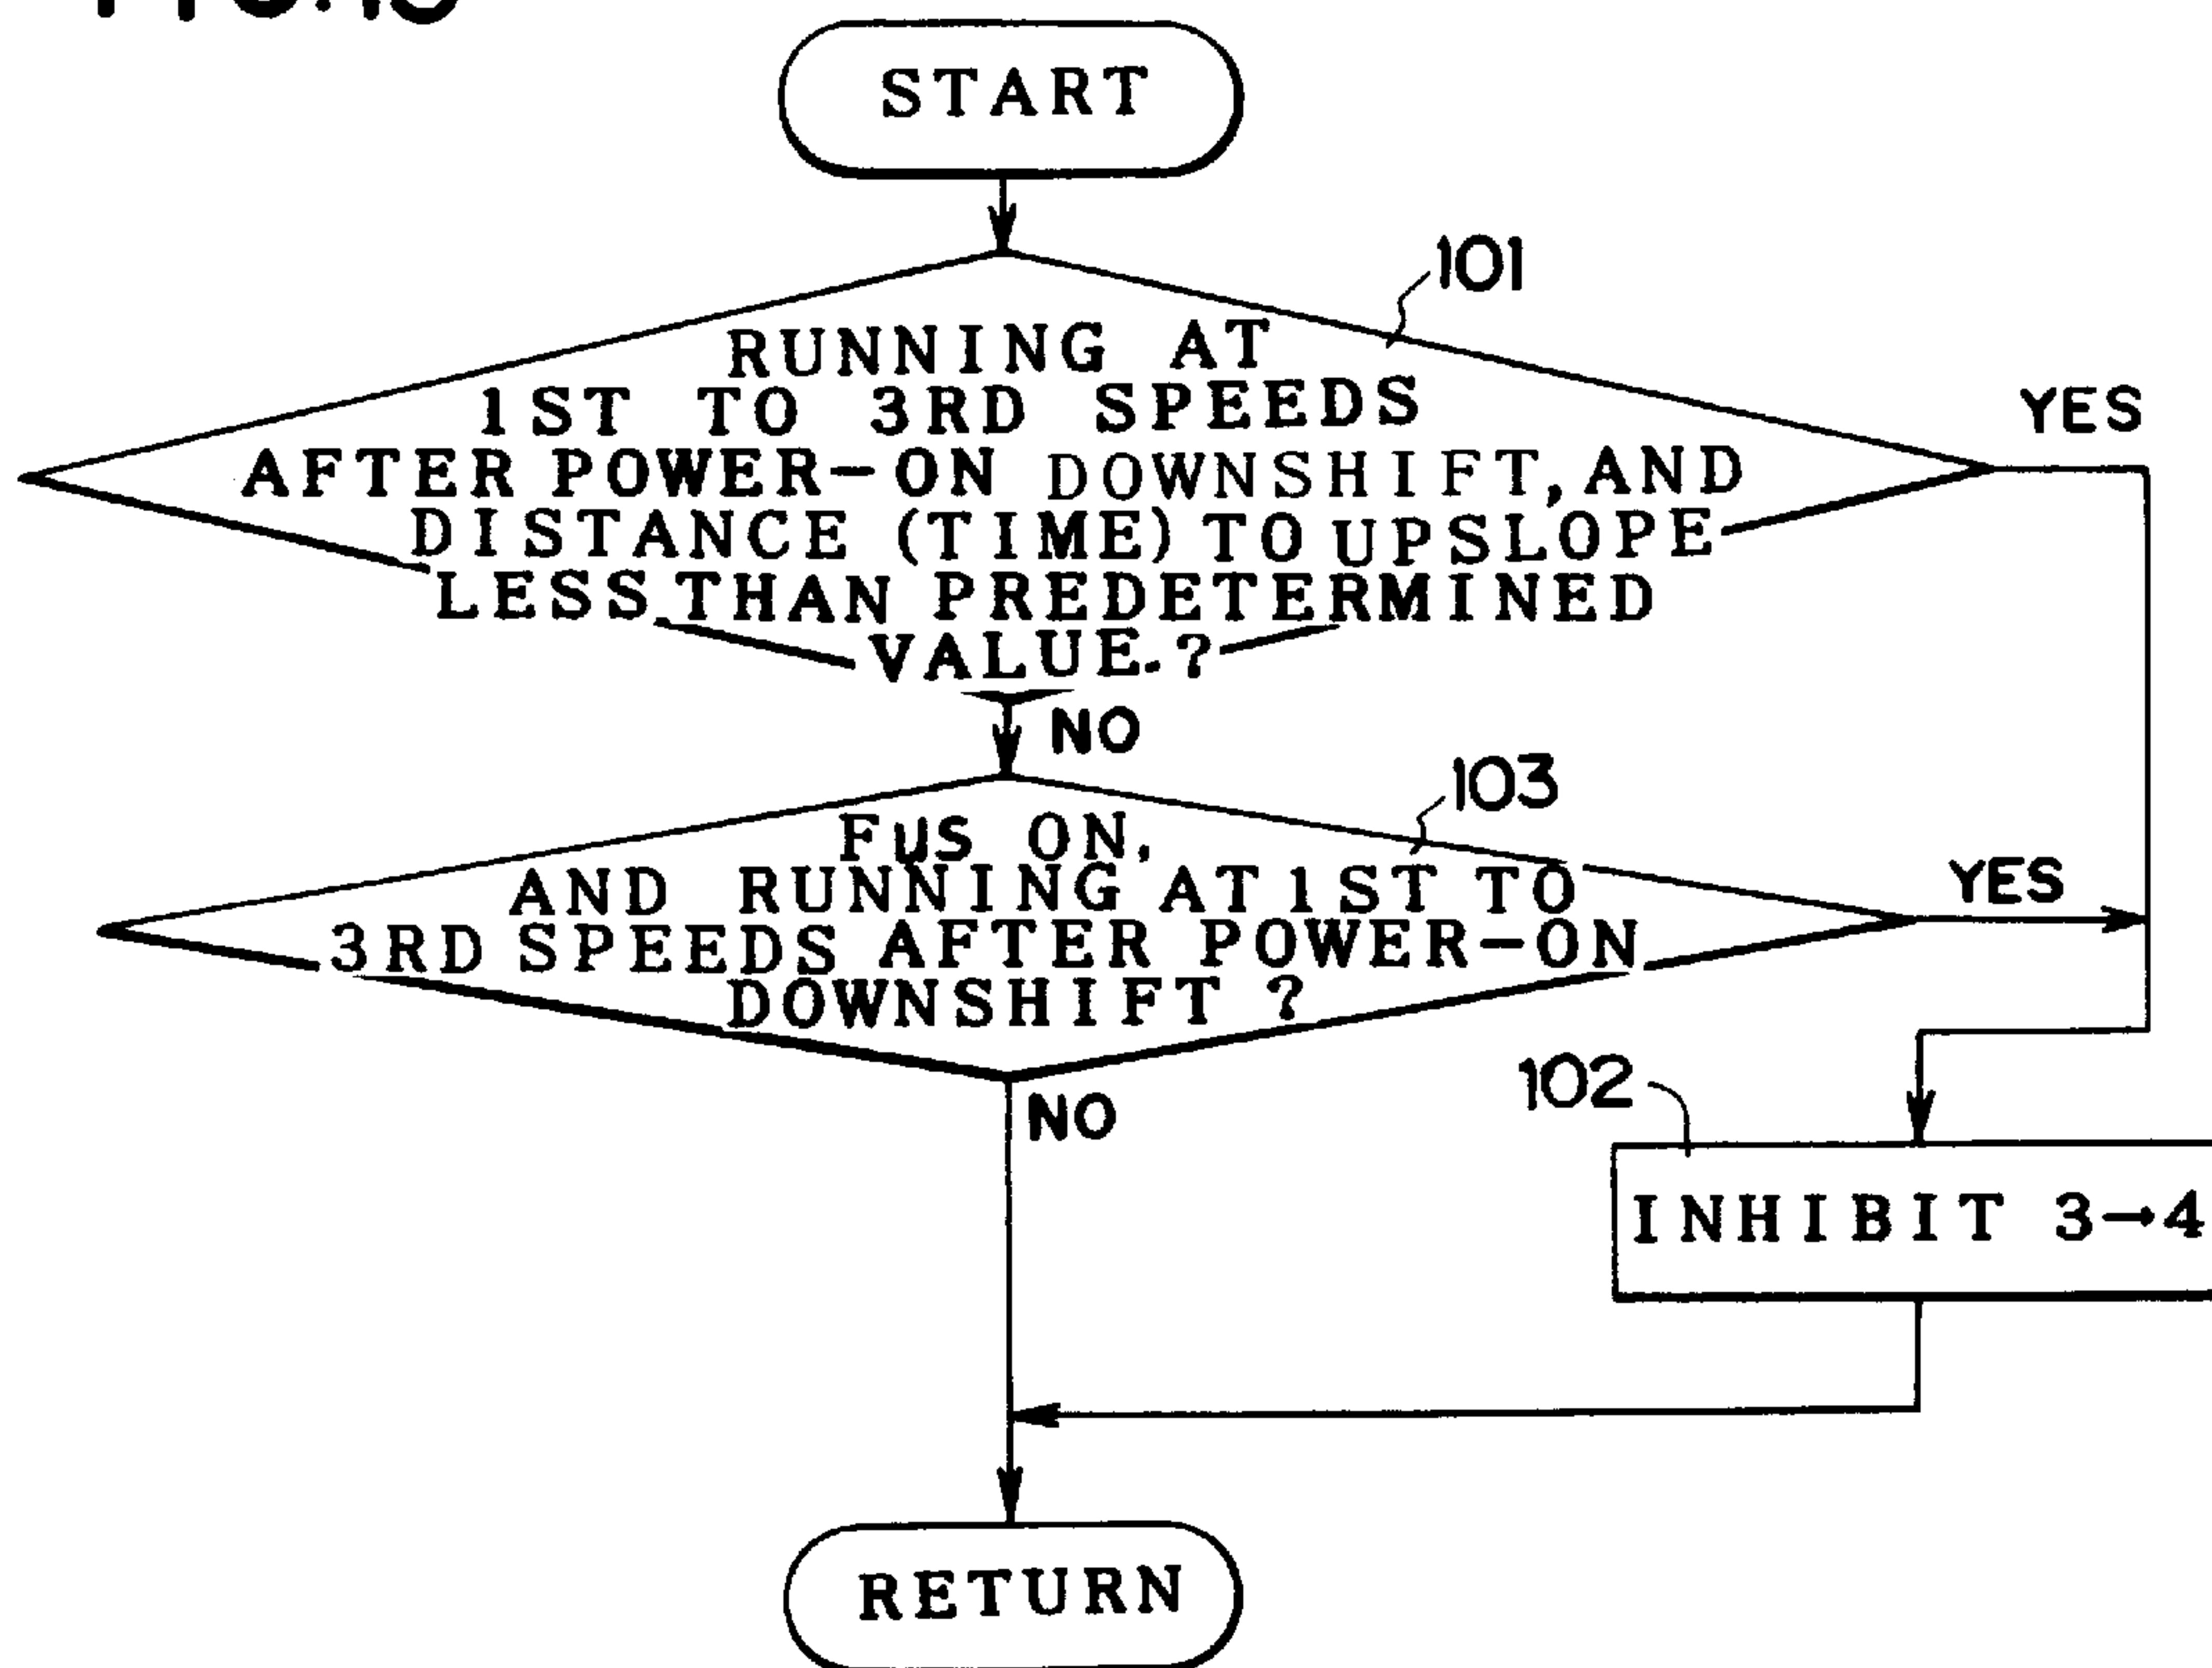 START
101
RUNNING AT
1ST TO 3RD SPEEDS
AFTER POWER-ON DOWNSHIFT, AND
DISTANCE (TIME) TO UPSLOPE
LESS THAN PREDETERMINED
VALUE.?
YES
NO
103
FUS ON,
AND RUNNING AT 1ST TO
3RD SPEEDS AFTER POWER-ON
DOWNSHIFT ?
YES
NO
102
INHIBIT 3→4
RETURN